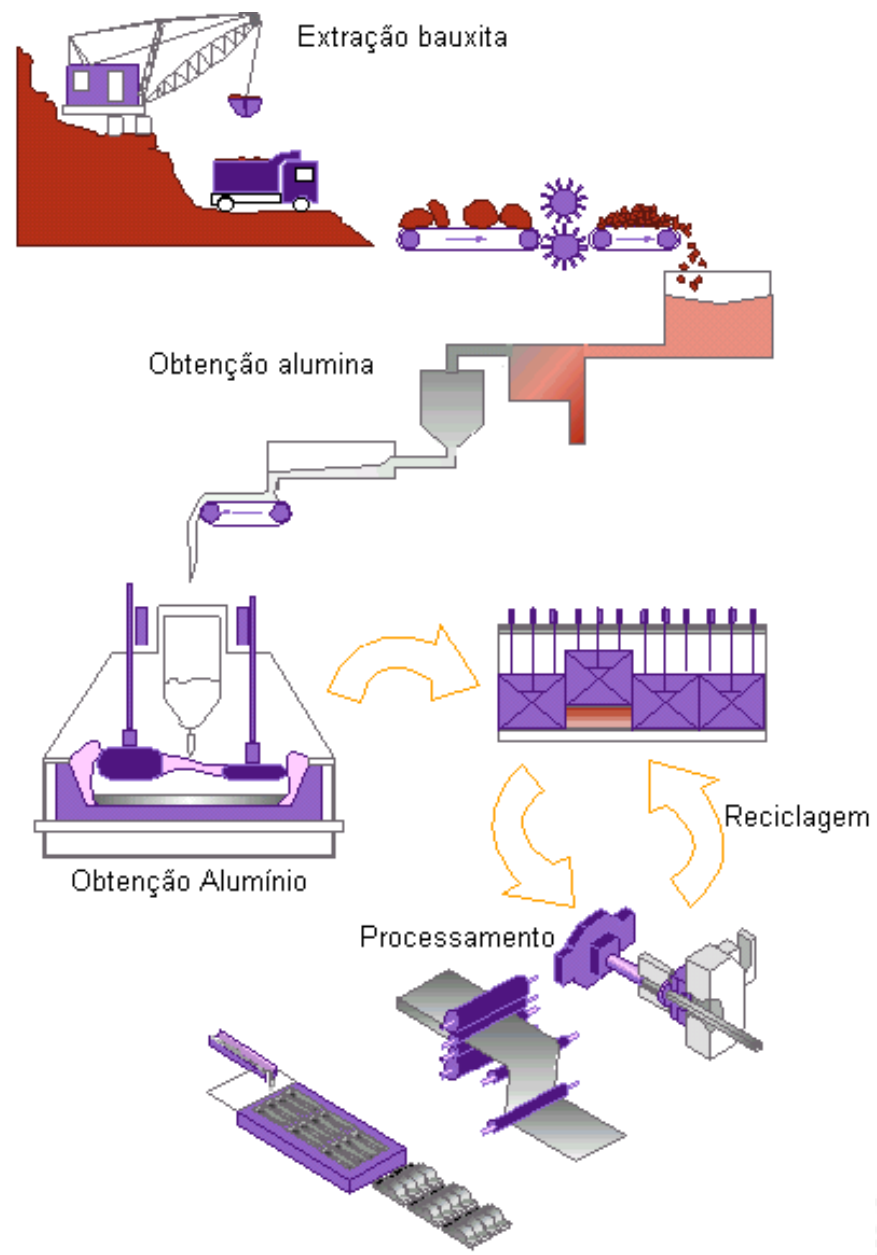 Extração bauxita
Obtenção alumina
Obtenção Alumínio
Reciclagem
Processamento